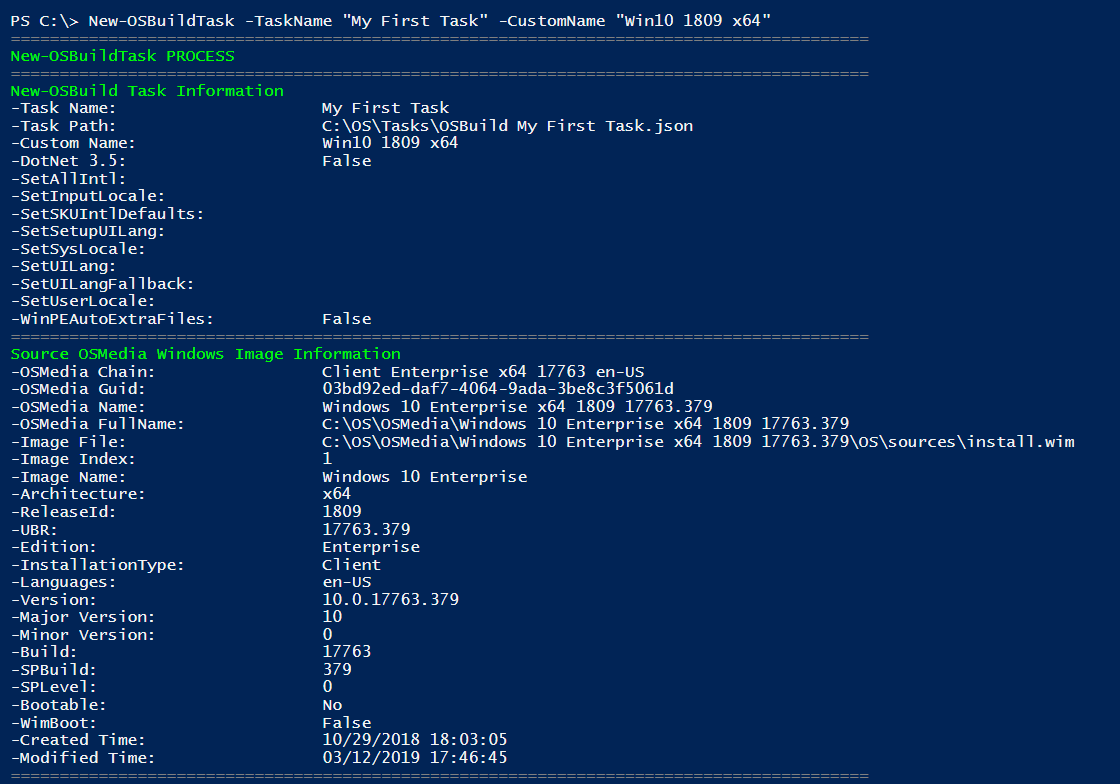 PS C:\> New-OSBuildTask -TaskName "My First Task" -CustomName "Win10 1809 x64"
========================================================================================
New-OSBuildTask PROCESS
========================================================================================
New-OSBuild Task Information
-Task Name:                     My First Task
-Task Path:                     C:\OS\Tasks\OSBuild My First Task.json
-Custom Name:                   Win10 1809 x64
-DotNet 3.5:                    False
-SetAllIntl:
-SetInputLocale:
-SetSKUIntlDefaults:
-SetSetupUILang:
-SetSysLocale:
-SetUILang:
-SetUILangFallback:
-SetUserLocale:
-WinPEAutoExtraFiles:           False
========================================================================================
Source OSMedia Windows Image Information
-OSMedia Chain:                 Client Enterprise x64 17763 en-US
-OSMedia Guid:                  03bd92ed-daf7-4064-9ada-3be8c3f5061d
-OSMedia Name:                  Windows 10 Enterprise x64 1809 17763.379
-OSMedia FullName:              C:\OS\OSMedia\Windows 10 Enterprise x64 1809 17763.379
-Image File:                    C:\OS\OSMedia\Windows 10 Enterprise x64 1809 17763.379\OS\sources\install.wim
-Image Index:                   1
-Image Name:                    Windows 10 Enterprise
-Architecture:                  x64
-ReleaseId:                     1809
-UBR:                           17763.379
-Edition:                       Enterprise
-InstallationType:              Client
-Languages:                     en-US
-Version:                       10.0.17763.379
-Major Version:                 10
-Minor Version:                 0
-Build:                         17763
-SPBuild:                       379
-SPLevel:                       0
-Bootable:                      No
-WimBoot:                       False
-Created Time:                  10/29/2018 18:03:05
-Modified Time:                 03/12/2019 17:46:45
========================================================================================